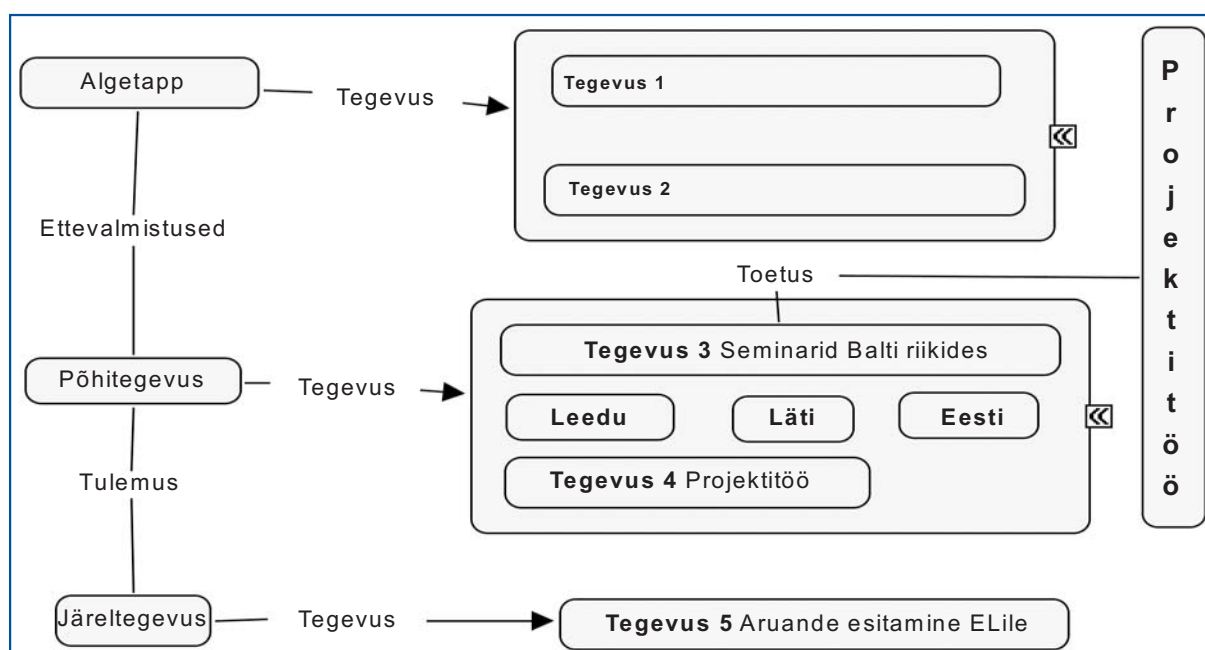 Algetapp
Tegevus
Tegevus 1
Tegevus 2
Ettevalmistused
Toetus
Projektitöö
Põhitegevus
Tegevus
Tegevus 3 Seminarid Balti riikides
Leedu
Läti
Eesti
Tegevus 4 Projektitöö
Tulemus
Järeltegevus
Tegevus
Tegevus 5 Aruande esitamine ELile